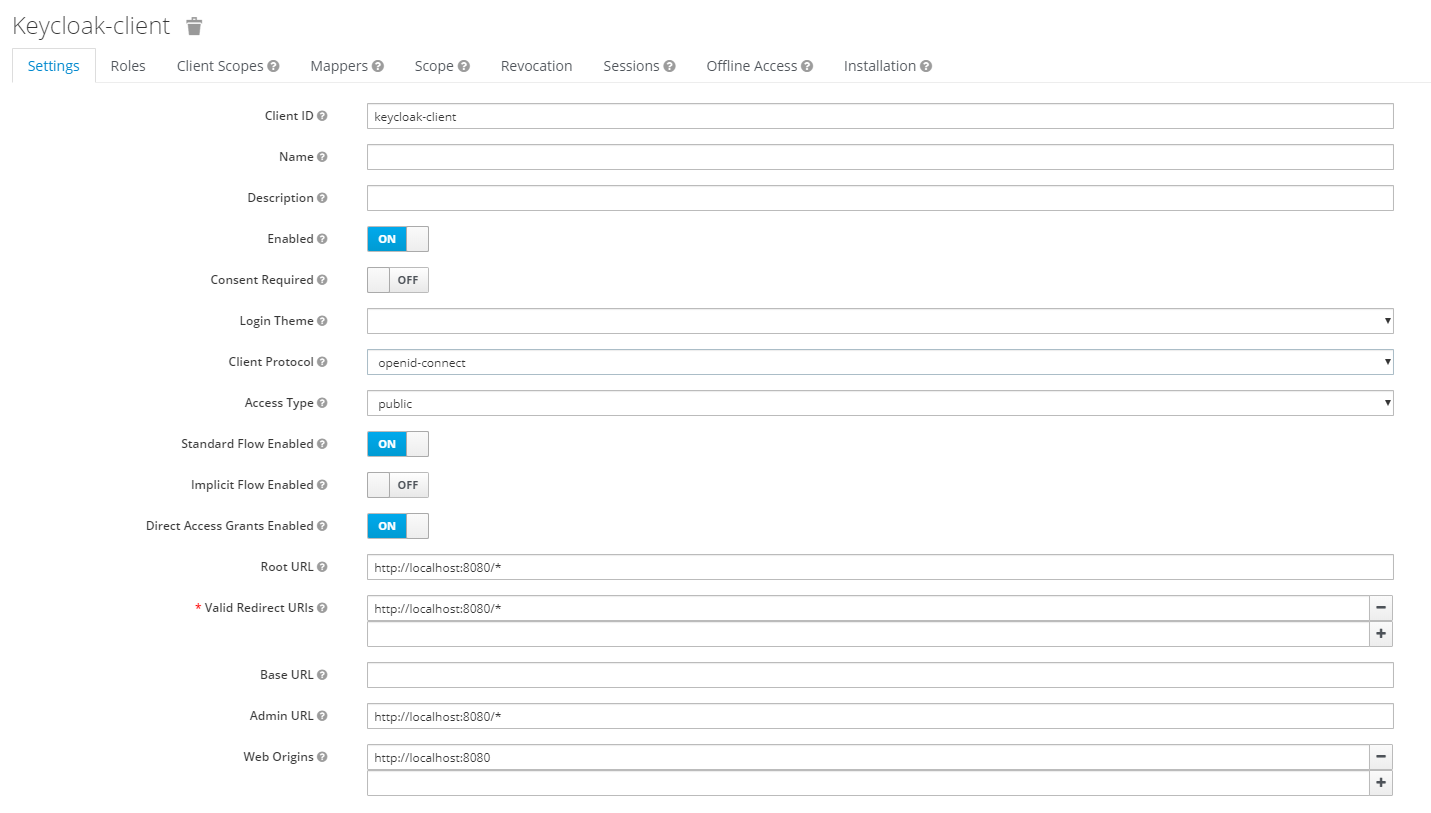 Keycloak-client
Settings Roles Client Scopes Mappers Scope Revocation Sessions Offline Access Installation
Client ID keycloak-client
Name
Description
Enabled ON
Consent Required OFF
Login Theme
Client Protocol openid-connect
Access Type public
Standard Flow Enabled ON
Implicit Flow Enabled OFF
Direct Access Grants Enabled ON
Root URL http://localhost:8080/*
* Valid Redirect URIs http://localhost:8080/*
Base URL
Admin URL http://localhost:8080/*
Web Origins http://localhost:8080